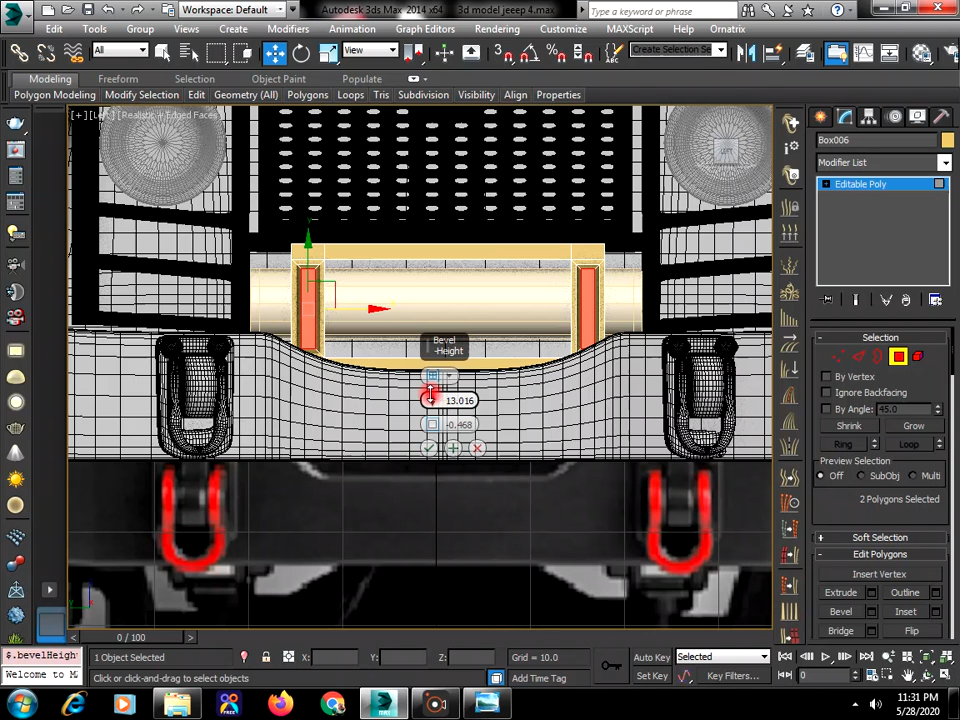 Workspace: Default
Autodesk 3ds Max 2014 x64
3d model jeeep 4.max
Type a keyword or phrase
Edit Tools Group Views Create Modifiers Animation Graph Editors Rendering Customize MAXScript Help Ornatrix
All
View
Create Selection Se
Modeling Freeform Selection Object Paint Populate
Polygon Modeling Modify Selection Edit Geometry (All) Polygons Loops Tris Subdivision Visibility Align Properties
[+] [Left] [Realistic + Edged Faces]
LEFT
Box006
Modifier List
Editable Poly
Bevel
-Height
13.016
-0.468
Selection
By Vertex
Ignore Backfacing
By Angle: 45.0
Shrink Grow
Ring Loop
Preview Selection
Off SubObj Multi
2 Polygons Selected
Soft Selection
Edit Polygons
Insert Vertex
Extrude Outline
Bevel Inset
Bridge Flip
0 / 100
$.bevelHeigh
Welcome to M
1 Object Selected
X: Y: Z:
Grid = 10.0
Auto Key Selected
Click or click-and-drag to select objects
Add Time Tag
Set Key Key Filters...
0
11:31 PM
5/28/2020